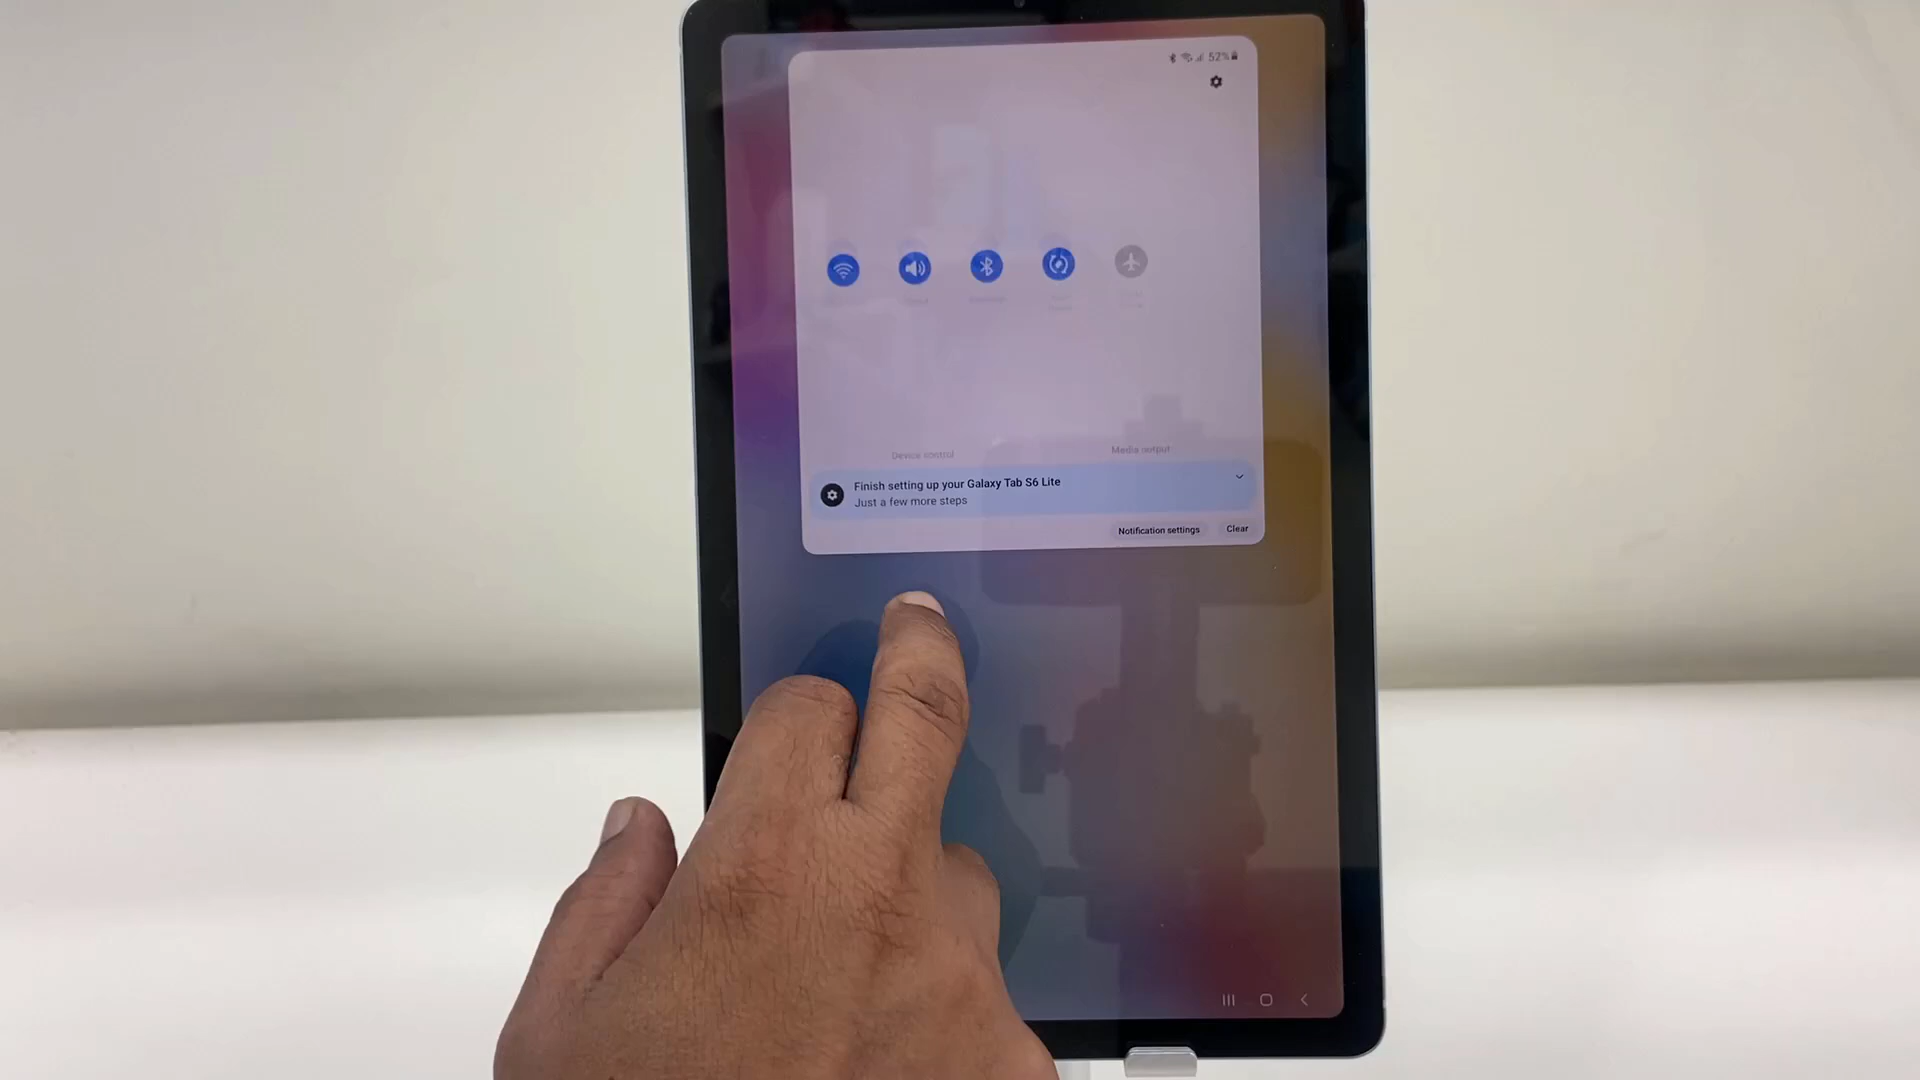 52%
Device control
Media output
Finish setting up your Galaxy Tab S6 Lite
Just a few more steps
Notification settings
Clear